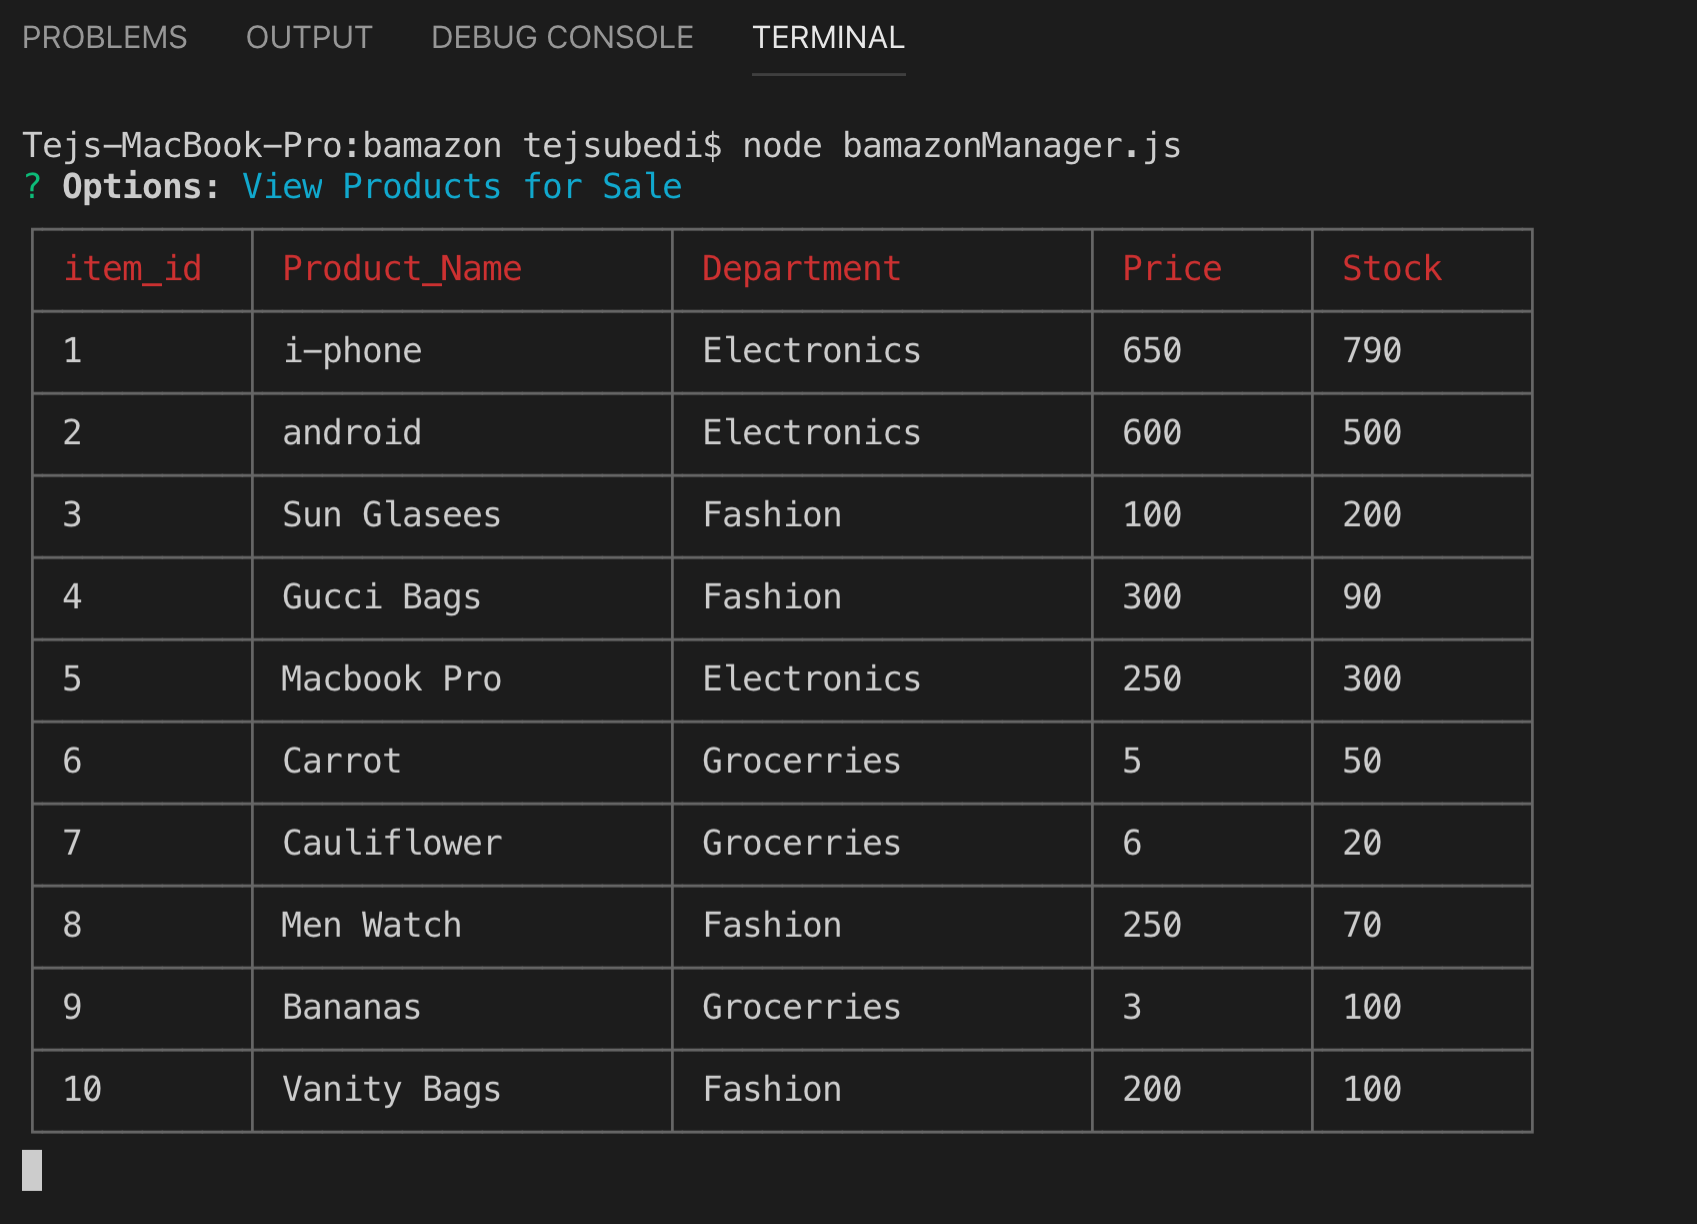 PROBLEMS OUTPUT DEBUG CONSOLE TERMINAL
Tejs-MacBook-Pro:bamazon tejsubedi$ node bamazonManager.js
? Options: View Products for Sale
item_id Product_Name Department Price Stock
1 i-phone Electronics 650 790
2 android Electronics 600 500
3 Sun Glasees Fashion 100 200
4 Gucci Bags Fashion 300 90
5 Macbook Pro Electronics 250 300
6 Carrot Grocerries 5 50
7 Cauliflower Grocerries 6 20
8 Men Watch Fashion 250 70
9 Bananas Grocerries 3 100
10 Vanity Bags Fashion 200 100